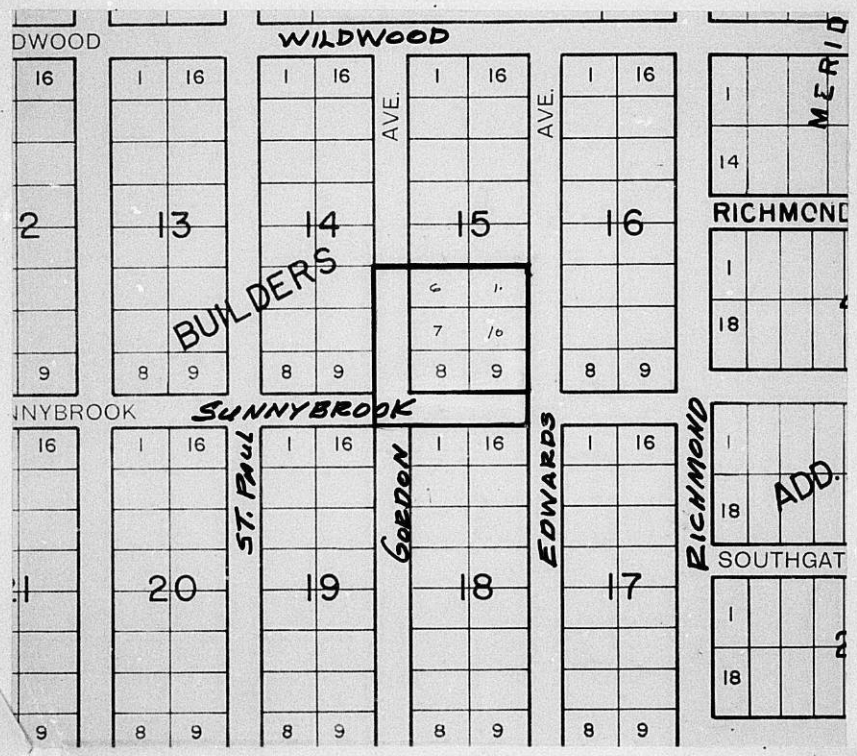 DWOOD WILDWOOD MERID
16 1 16 1 16 1 16 1 16 1
AVE. AVE.
14
2 13 14 15 16 RICHMOND
BUILDERS
6 1. 1
7 10 18
9 8 9 8 9 8 9 8 9
NNYBROOK SUNNYBROOK
16 1 16 1 16 1 16 1 16 1
ST. PAUL GORDON EDWARDS RICHMOND
18 ADD.
SOUTHGAT
21 20 19 18 17 1
18
9 8 9 8 9 8 9 8 9